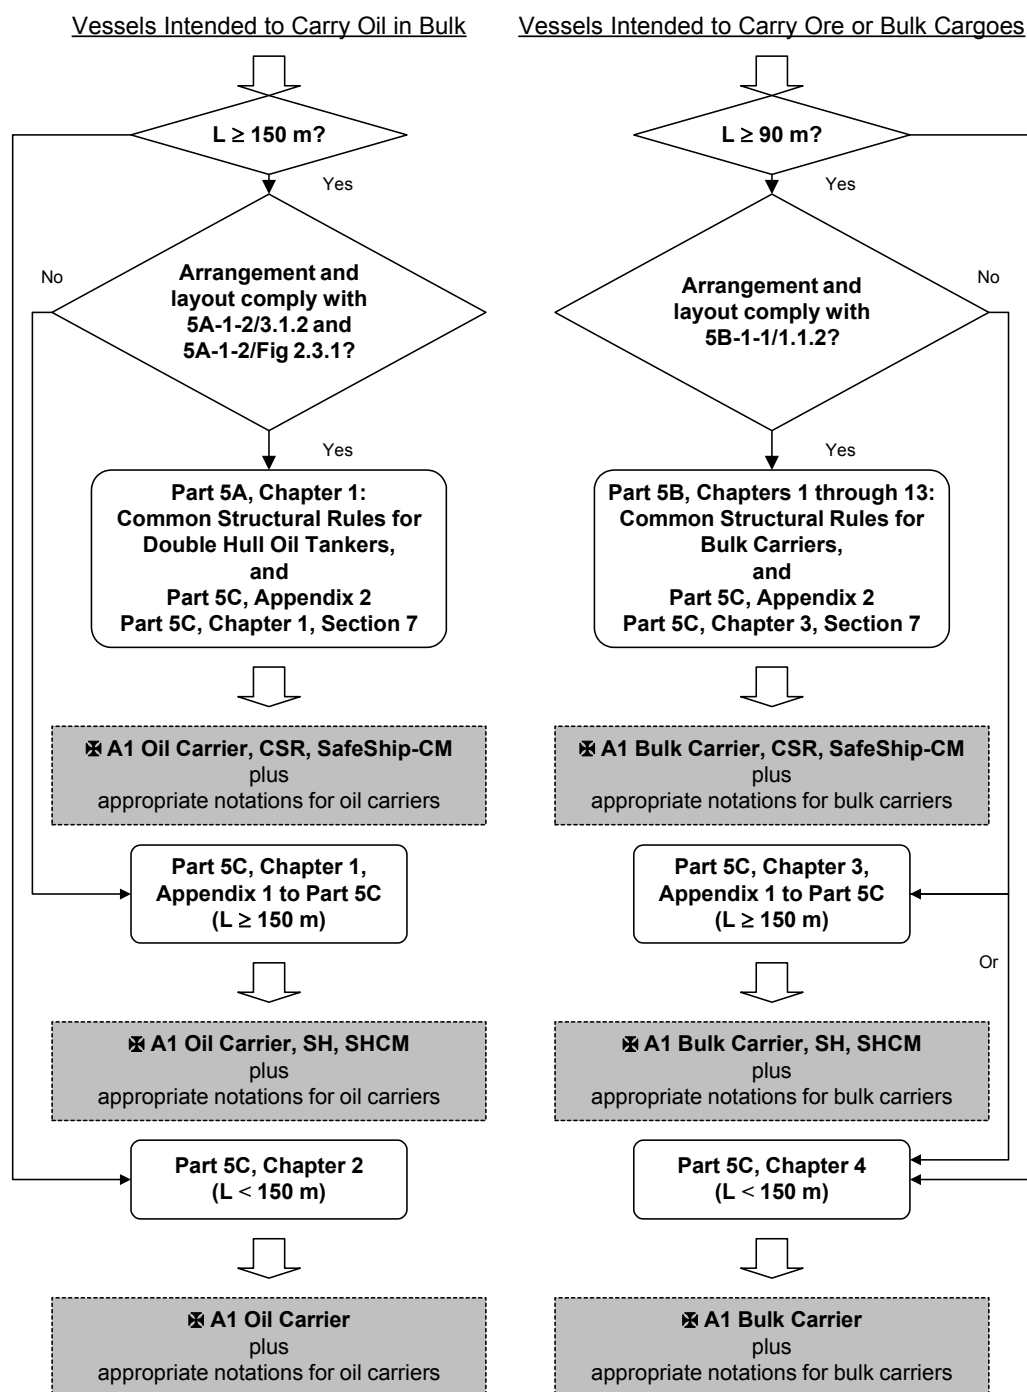 Vessels Intended to Carry Oil in Bulk
L ≥ 150 m?
Yes
No
Arrangement and
layout comply with
5A-1-2/3.1.2 and
5A-1-2/Fig 2.3.1?
Yes
Part 5A, Chapter 1:
Common Structural Rules for
Double Hull Oil Tankers,
and
Part 5C, Appendix 2
Part 5C, Chapter 1, Section 7
✠ A1 Oil Carrier, CSR, SafeShip-CM
plus
appropriate notations for oil carriers
Part 5C, Chapter 1,
Appendix 1 to Part 5C
(L ≥ 150 m)
✠ A1 Oil Carrier, SH, SHCM
plus
appropriate notations for oil carriers
Part 5C, Chapter 2
(L < 150 m)
✠ A1 Oil Carrier
plus
appropriate notations for oil carriers
Vessels Intended to Carry Ore or Bulk Cargoes
L ≥ 90 m?
Yes
No
Arrangement and
layout comply with
5B-1-1/1.1.2?
Yes
Part 5B, Chapters 1 through 13:
Common Structural Rules for
Bulk Carriers,
and
Part 5C, Appendix 2
Part 5C, Chapter 3, Section 7
✠ A1 Bulk Carrier, CSR, SafeShip-CM
plus
appropriate notations for bulk carriers
Part 5C, Chapter 3,
Appendix 1 to Part 5C
(L ≥ 150 m)
Or
✠ A1 Bulk Carrier, SH, SHCM
plus
appropriate notations for bulk carriers
Part 5C, Chapter 4
(L < 150 m)
✠ A1 Bulk Carrier
plus
appropriate notations for bulk carriers